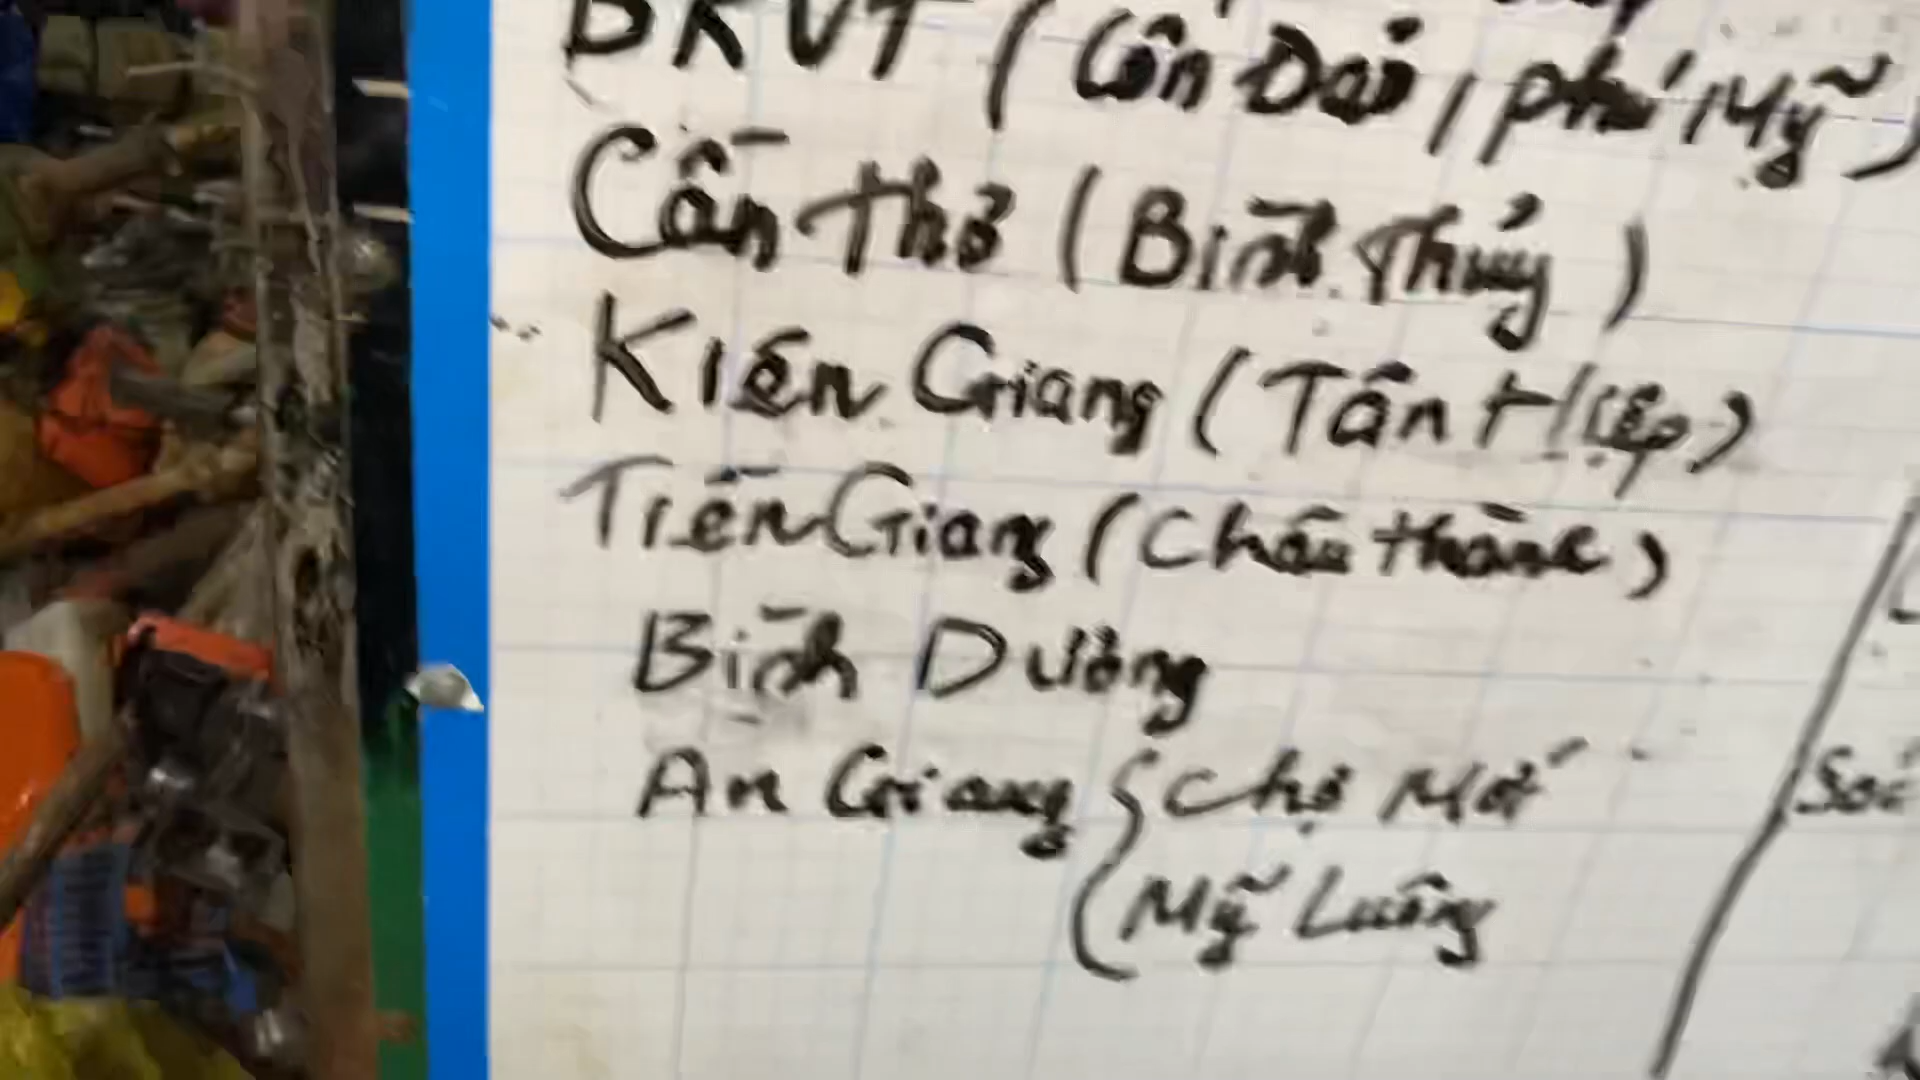 BRVT (Côn Đảo, Phú Mỹ)
Cần Thơ (Bình Thủy)
Kiên Giang (Tân Hiệp)
Tiền Giang (Châu thành)
Bình Dương
An Giang { Chợ Mới
Mỹ Luông